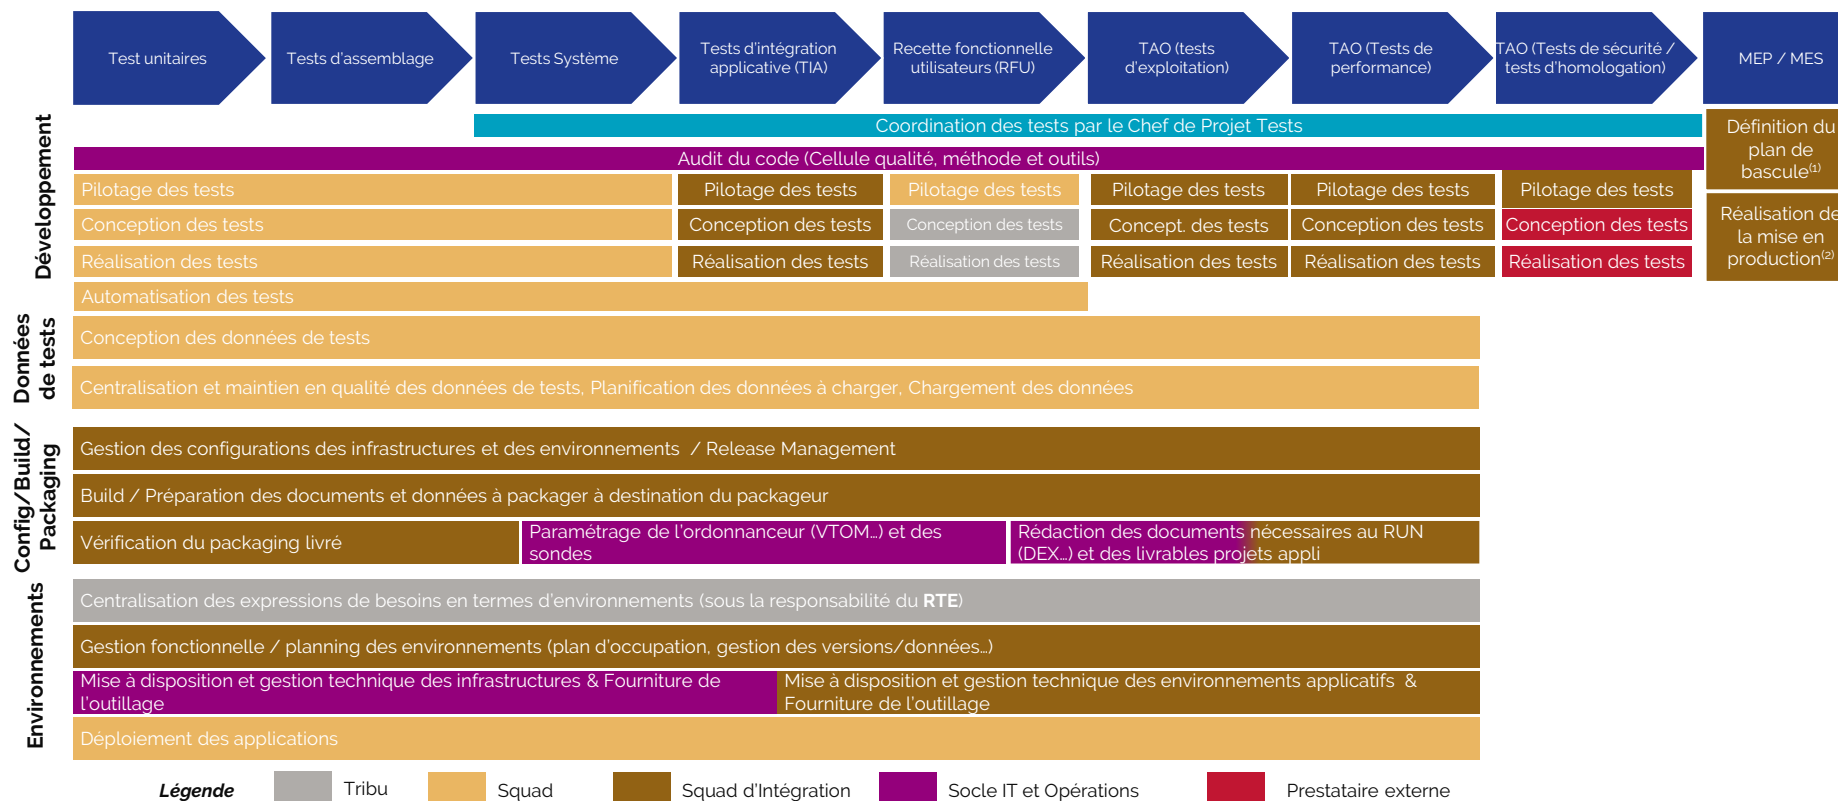 Test unitaires
Tests d'assemblage
Tests Système
Tests d'intégration
applicative (TIA)
Recette fonctionnelle
utilisateurs (RFU)
TAO (tests
d'exploitation)
TAO (Tests de
performance)
TAO (Tests de sécurité /
tests d'homologation)
MEP / MES
Développement
Coordination des tests par le Chef de Projet Tests
Audit du code (Cellule qualité, méthode et outils)
Pilotage des tests
Pilotage des tests
Pilotage des tests
Pilotage des tests
Pilotage des tests
Pilotage des tests
Conception des tests
Conception des tests
Conception des tests
Concept. des tests
Conception des tests
Conception des tests
Réalisation des tests
Réalisation des tests
Réalisation des tests
Réalisation des tests
Réalisation des tests
Réalisation des tests
Automatisation des tests
Définition du
plan de
bascule(1)
Réalisation de
la mise en
production(2)
Données
de tests
Conception des données de tests
Centralisation et maintien en qualité des données de tests, Planification des données à charger, Chargement des données
Config/Build/
Packaging
Gestion des configurations des infrastructures et des environnements / Release Management
Build / Préparation des documents et données à packager à destination du packageur
Vérification du packaging livré
Paramétrage de l'ordonnanceur (VTOM…) et des
sondes
Rédaction des documents nécessaires au RUN
(DEX…) et des livrables projets appli
Environnements
Centralisation des expressions de besoins en termes d'environnements (sous la responsabilité du RTE)
Gestion fonctionnelle / planning des environnements (plan d'occupation, gestion des versions/données…)
Mise à disposition et gestion technique des infrastructures & Fourniture de
l'outillage
Mise à disposition et gestion technique des environnements applicatifs &
Fourniture de l'outillage
Déploiement des applications
Légende
Tribu
Squad
Squad d'Intégration
Socle IT et Opérations
Prestataire externe